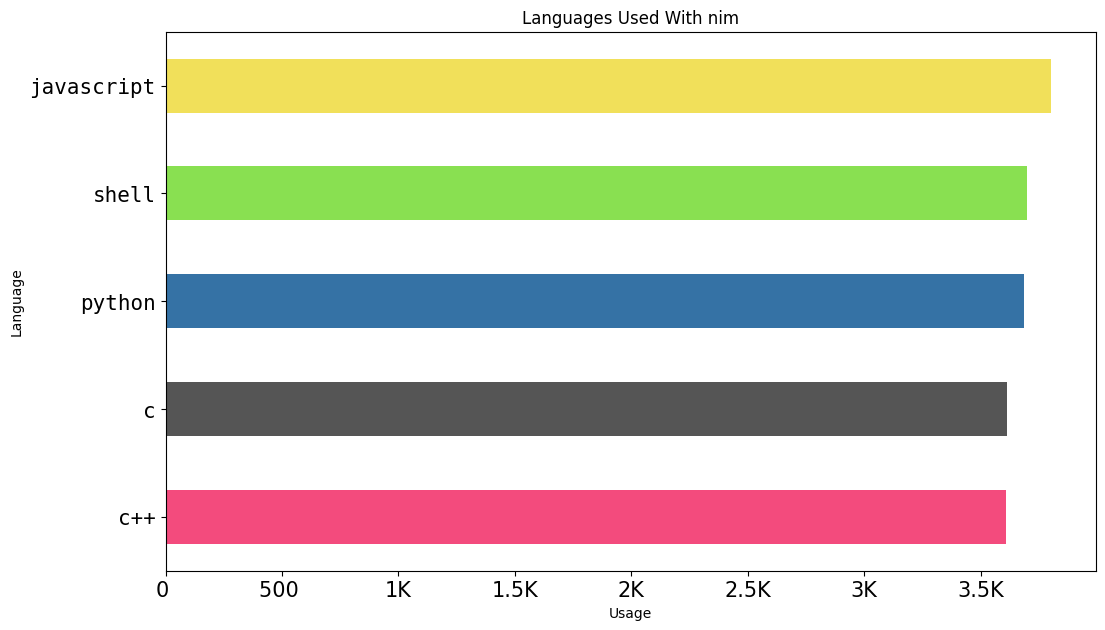 Languages Used With nim
javascript
shell
python
c
c++
Language
0 500 1K 1.5K 2K 2.5K 3K 3.5K
Usage